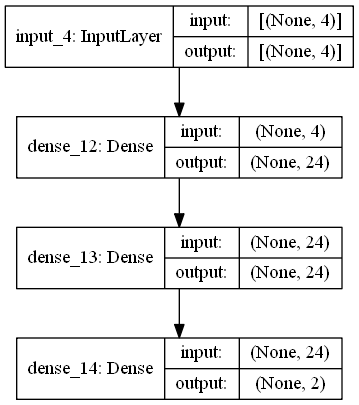 input_4: InputLayer
input: [(None, 4)]
output: [(None, 4)]
dense_12: Dense
input: (None, 4)
output: (None, 24)
dense_13: Dense
input: (None, 24)
output: (None, 24)
dense_14: Dense
input: (None, 24)
output: (None, 2)